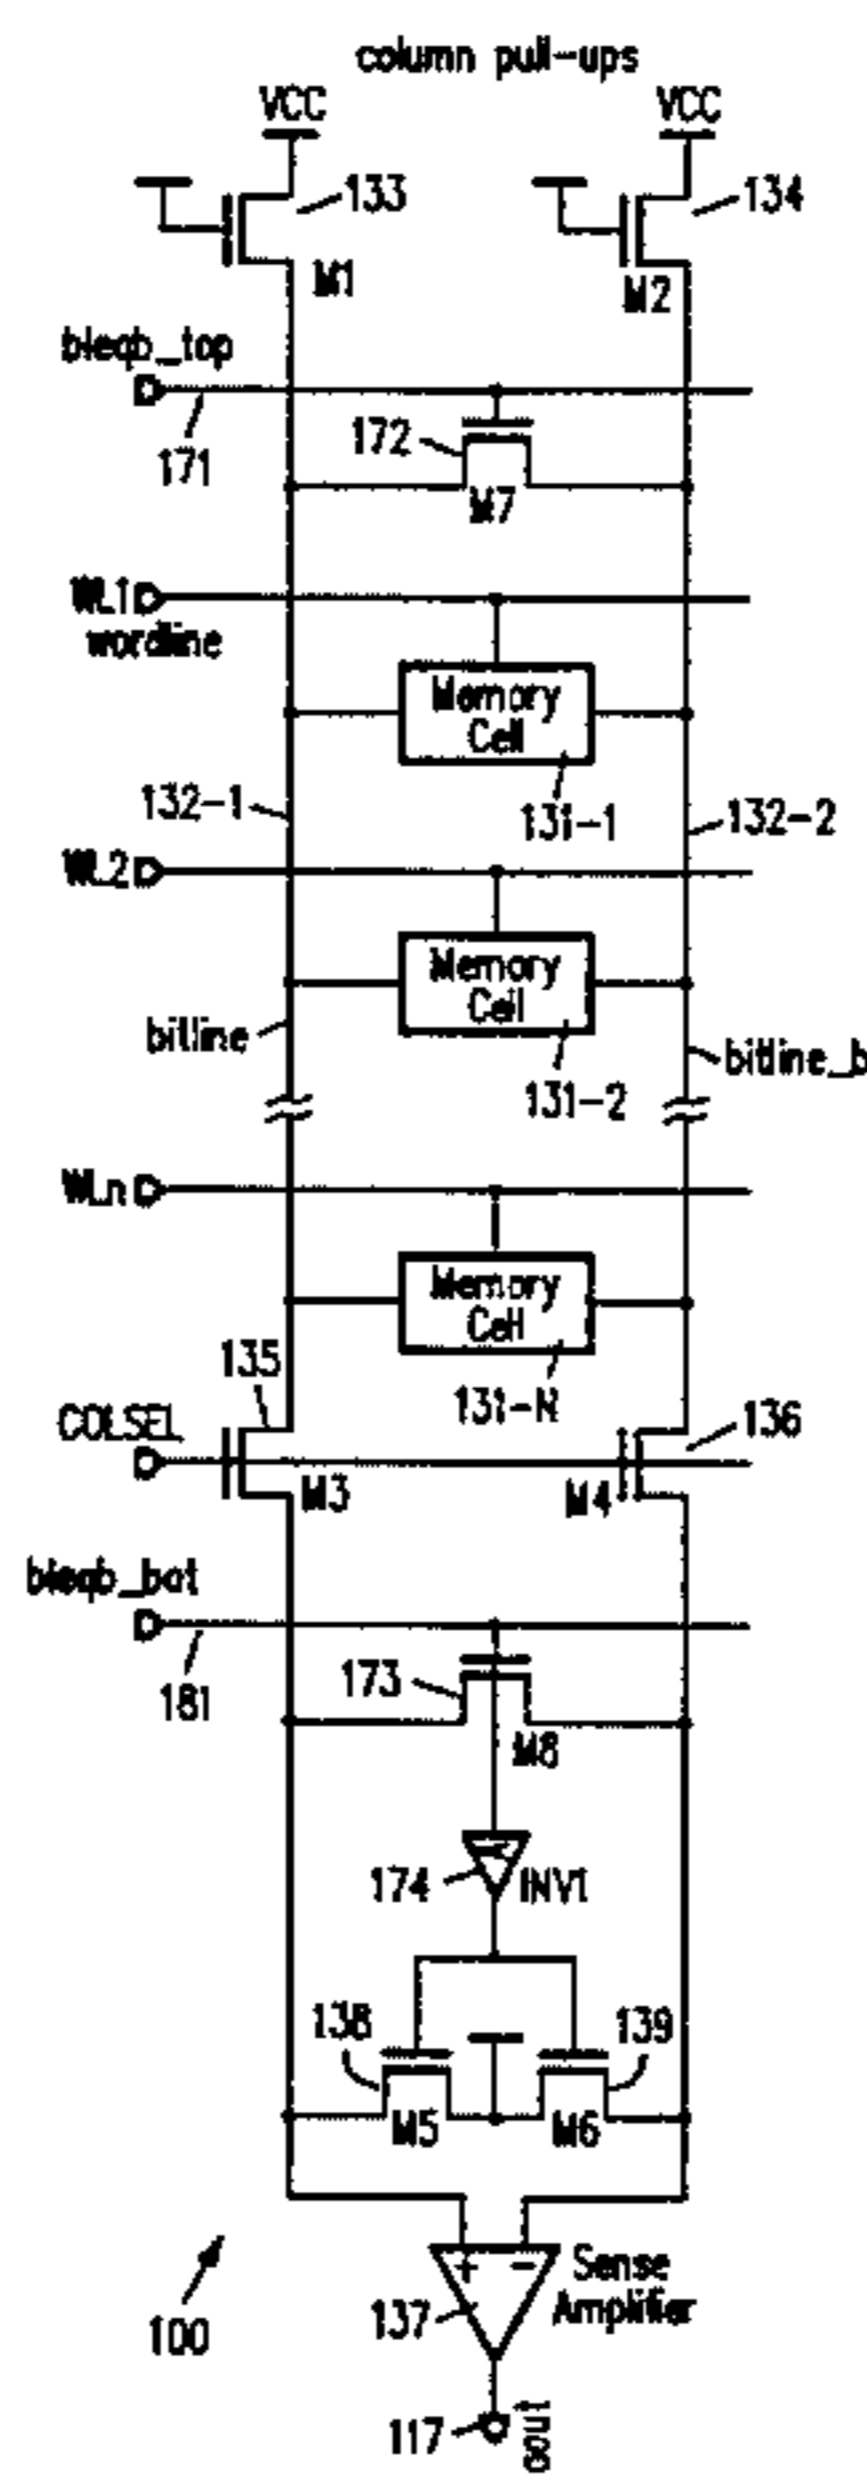 column pull-ups
VCC
VCC
133
134
M1
M2
bleqb_top
171
172
M7
WL1
wordline
Memory
Cell
132-1
131-1
132-2
WL2
Memory
Cell
bitline
bitline_b
131-2
WLn
Memory
Cell
135
131-N
136
COLSEL
M3
M4
bleqb_bot
173
181
M8
174
INV1
138
139
M5
M6
+ -
Sense
Amplifier
137
100
117
out